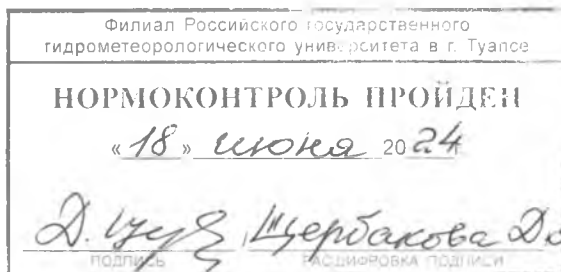 Филиал Российского государственного
гидрометеорологического университета в г. Туапсе
НОРМОКОНТРОЛЬ ПРОЙДЕН
«18» июня 2024
Щербакова
ПОДПИСЬ РАСШИФРОВКА ПОДПИСИ